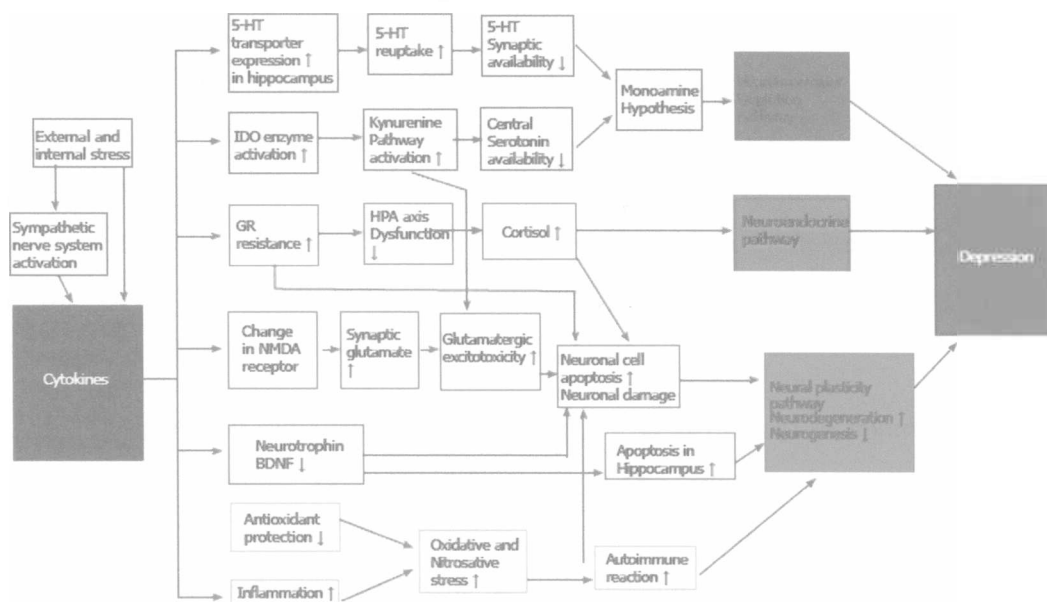 5-HT
transporter
expression ↑
in hippocampus
5-HT
reuptake ↑
5-HT
Synaptic
availability ↓
Monoamine
Hypothesis
External and
internal stress
IDO enzyme
activation ↑
Kynurenine
Pathway
activation ↑
Central
Serotonin
availability ↓
Sympathetic
nerve system
activation
GR
resistance ↑
HPA axis
Dysfunction
↓
Cortisol ↑
Neuroendocrine
pathway
Depression
Cytokines
Change
in NMDA
receptor
Synaptic
glutamate
↑
Glutamatergic
excitotoxicity ↑
Neuronal cell
apoptosis ↑
Neuronal damage
Neural plasticity
pathway
Neurodegeneration ↑
Neurogenesis ↓
Neurotrophin
BDNF ↓
Apoptosis in
Hippocampus ↑
Antioxidant
protection ↓
Oxidative and
Nitrosative
stress ↑
Autoimmune
reaction ↑
Inflammation ↑